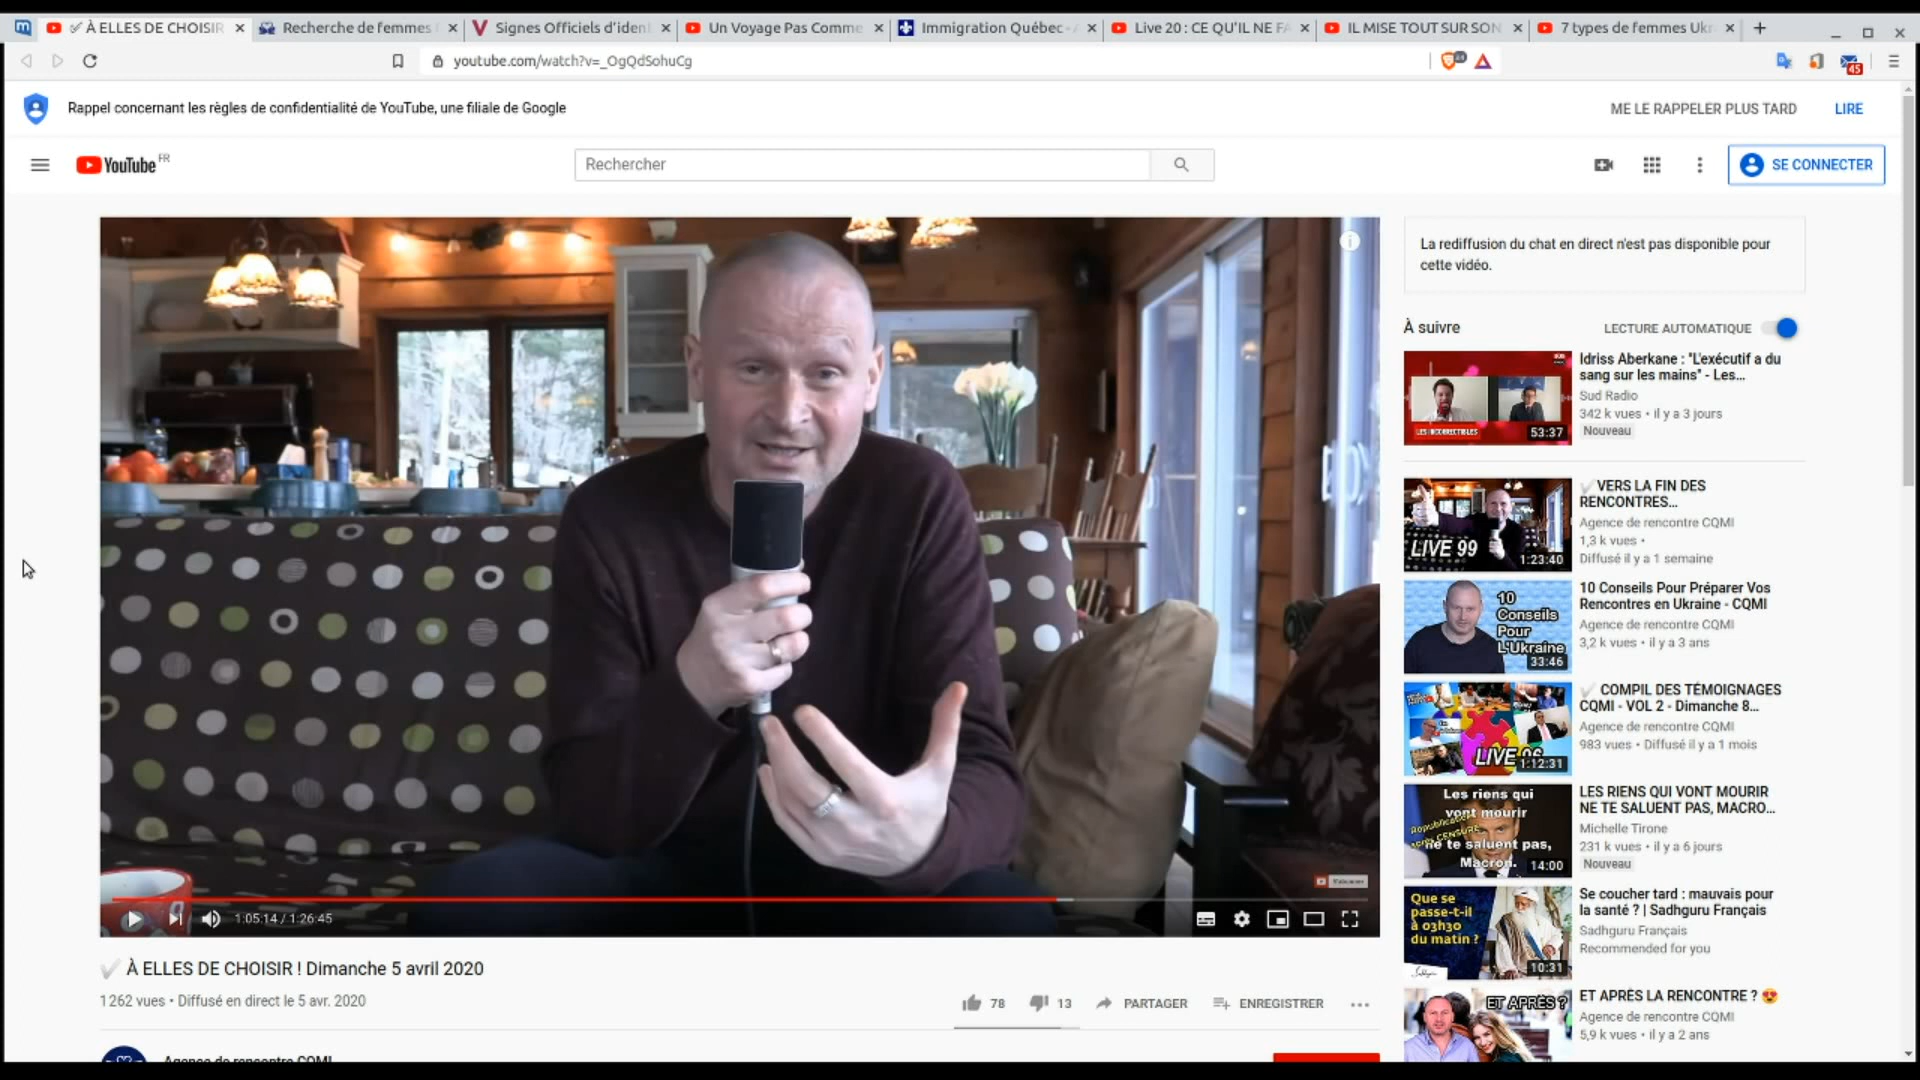 ✓ À ELLES DE CHOISIR
Recherche de femmes
Signes Officiels d'iden
Un Voyage Pas Comme
Immigration Québec - A
Live 20 : CE QU'IL NE FA
IL MISE TOUT SUR SON
7 types de femmes Ukr
youtube.com/watch?v=_OgQdSohuCg
45
Rappel concernant les règles de confidentialité de YouTube, une filiale de Google
ME LE RAPPELER PLUS TARD
LIRE
YouTube FR
Rechercher
SE CONNECTER
1:05:14 / 1:26:45
✓ À ELLES DE CHOISIR ! Dimanche 5 avril 2020
1 262 vues • Diffusé en direct le 5 avr. 2020
78
13
PARTAGER
ENREGISTRER
Agence de rencontre CQMI
La rediffusion du chat en direct n'est pas disponible pour
cette vidéo.
À suivre
LECTURE AUTOMATIQUE
LES INCORRECTIBLES
53:37
Idriss Aberkane : "L'exécutif a du
sang sur les mains" - Les...
Sud Radio
342 k vues • il y a 3 jours
Nouveau
LIVE 99
1:23:40
✓ VERS LA FIN DES
RENCONTRES...
Agence de rencontre CQMI
1,3 k vues •
Diffusé il y a 1 semaine
10
Conseils
Pour
L'Ukraine
33:46
10 Conseils Pour Préparer Vos
Rencontres en Ukraine - CQMI
Agence de rencontre CQMI
3,2 k vues • il y a 3 ans
LIVE 96
1:12:31
✓ COMPIL DES TÉMOIGNAGES
CQMI - VOL 2 - Dimanche 8...
Agence de rencontre CQMI
983 vues • Diffusé il y a 1 mois
Les riens qui
vont mourir
Republication
après CENSURE
ne te saluent pas,
Macron.
14:00
LES RIENS QUI VONT MOURIR
NE TE SALUENT PAS, MACRO...
Michelle Tirone
231 k vues • il y a 6 jours
Nouveau
Que se
passe-t-il
à 03h30
du matin ?
10:31
Se coucher tard : mauvais pour
la santé ? | Sadhguru Français
Sadhguru Français
Recommended for you
ET APRÈS ?
ET APRÈS LA RENCONTRE ? 😍
Agence de rencontre CQMI
5,9 k vues • il y a 2 ans